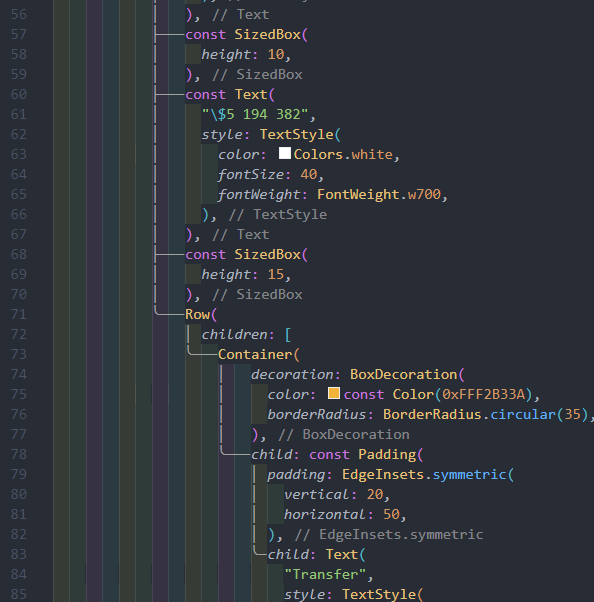 56 ), // Text
57 const SizedBox(
58 height: 10,
59 ), // SizedBox
60 const Text(
61 "\$5 194 382",
62 style: TextStyle(
63 color: Colors.white,
64 fontSize: 40,
65 fontWeight: FontWeight.w700,
66 ), // TextStyle
67 ), // Text
68 const SizedBox(
69 height: 15,
70 ), // SizedBox
71 Row(
72 children: [
73 Container(
74 decoration: BoxDecoration(
75 color: const Color(0xFFF2B33A),
76 borderRadius: BorderRadius.circular(35),
77 ), // BoxDecoration
78 child: const Padding(
79 padding: EdgeInsets.symmetric(
80 vertical: 20,
81 horizontal: 50,
82 ), // EdgeInsets.symmetric
83 child: Text(
84 "Transfer",
85 style: TextStyle(